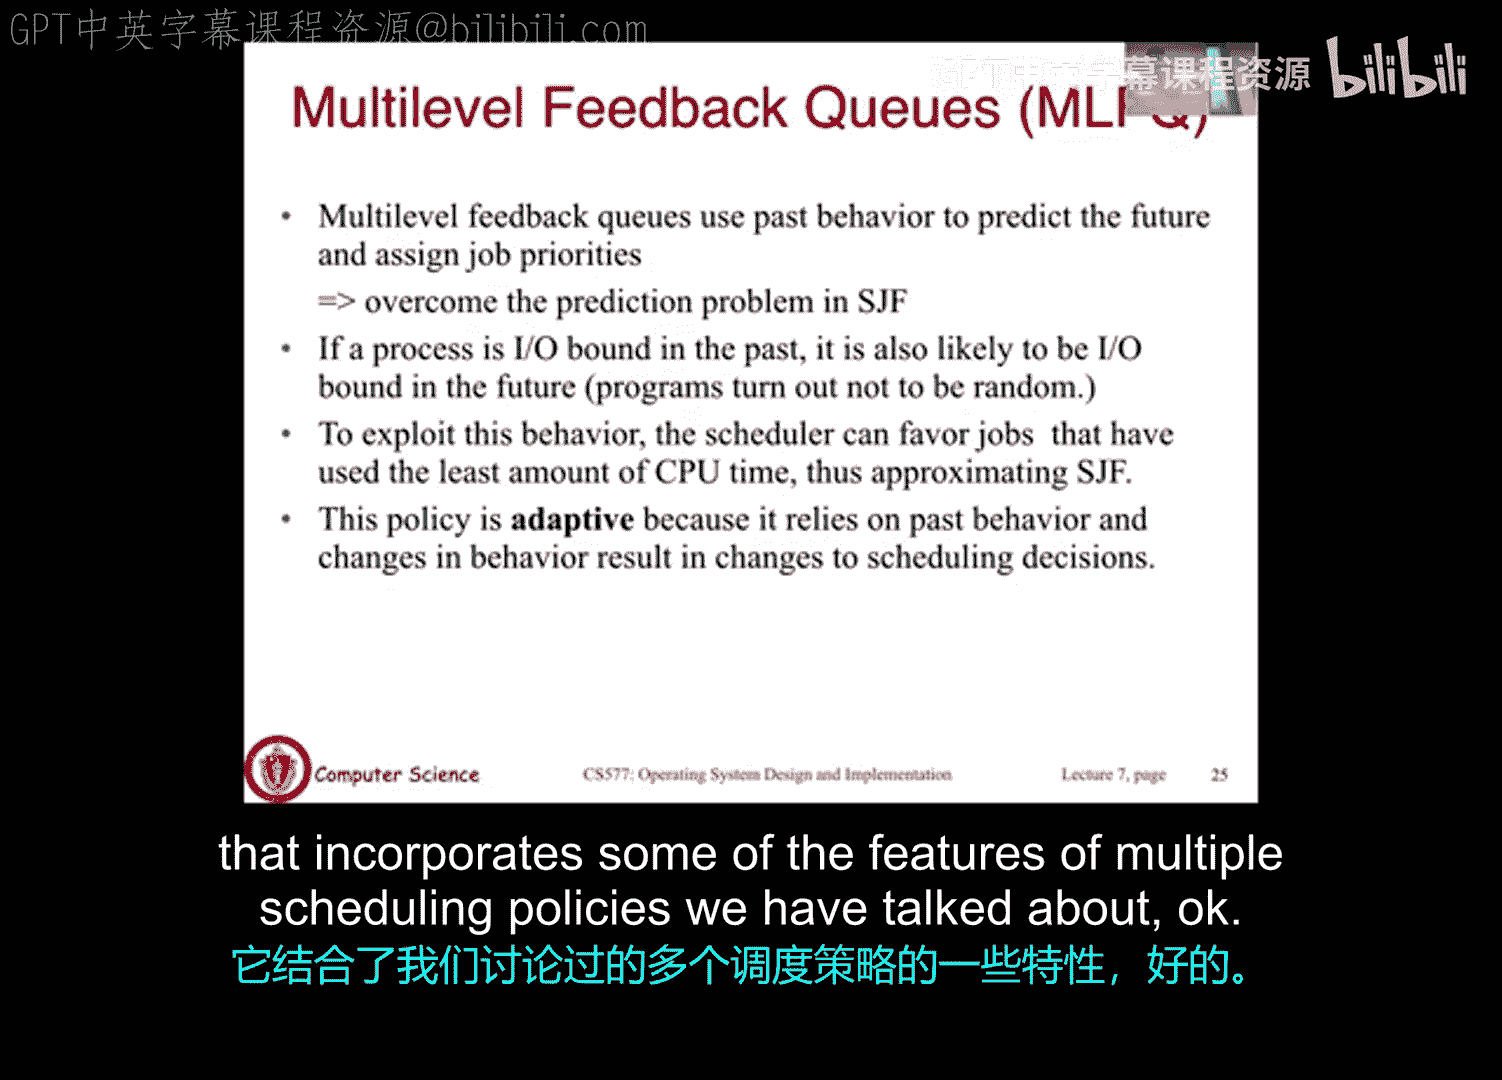 GPT中英字幕课程资源@bilibili.com
幕课程资源 bilibili
Multilevel Feedback Queues (MLFQ)
• Multilevel feedback queues use past behavior to predict the future
and assign job priorities
=> overcome the prediction problem in SJF
• If a process is I/O bound in the past, it is also likely to be I/O
bound in the future (programs turn out not to be random.)
• To exploit this behavior, the scheduler can favor jobs that have
used the least amount of CPU time, thus approximating SJF.
• This policy is adaptive because it relies on past behavior and
changes in behavior result in changes to scheduling decisions.
Computer Science CS577: Operating System Design and Implementation Lecture 7, page 25
that incorporates some of the features of multiple
scheduling policies we have talked about, ok.
它结合了我们讨论过的多个调度策略的一些特性，好的。